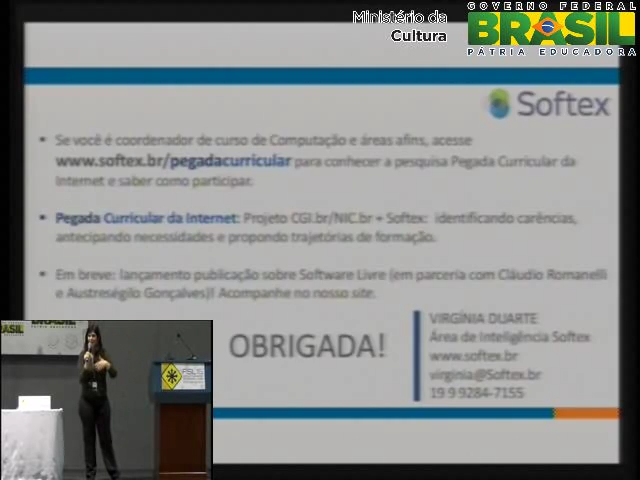 Ministério da
Cultura
GOVERNO FEDERAL
BRASIL
PÁTRIA EDUCADORA
Softex
• Se você é coordenador de curso de Computação e áreas afins, acesse
www.softex.br/pegadacurricular para conhecer a pesquisa Pegada Curricular da
Internet e saber como participar.
• Pegada Curricular da Internet: Projeto CGI.br/NIC.br + Softex: identificando carências,
antecipando necessidades e propondo trajetórias de formação.
• Em breve: lançamento publicação sobre Software Livre (em parceria com Cláudio Romanelli
e Austregésilo Gonçalves)! Acompanhe no nosso site.
OBRIGADA!
VIRGÍNIA DUARTE
Área de Inteligência Softex
www.softex.br
virginia@Softex.br
19 9 9284-7155
BRASIL
PÁTRIA EDUCADORA